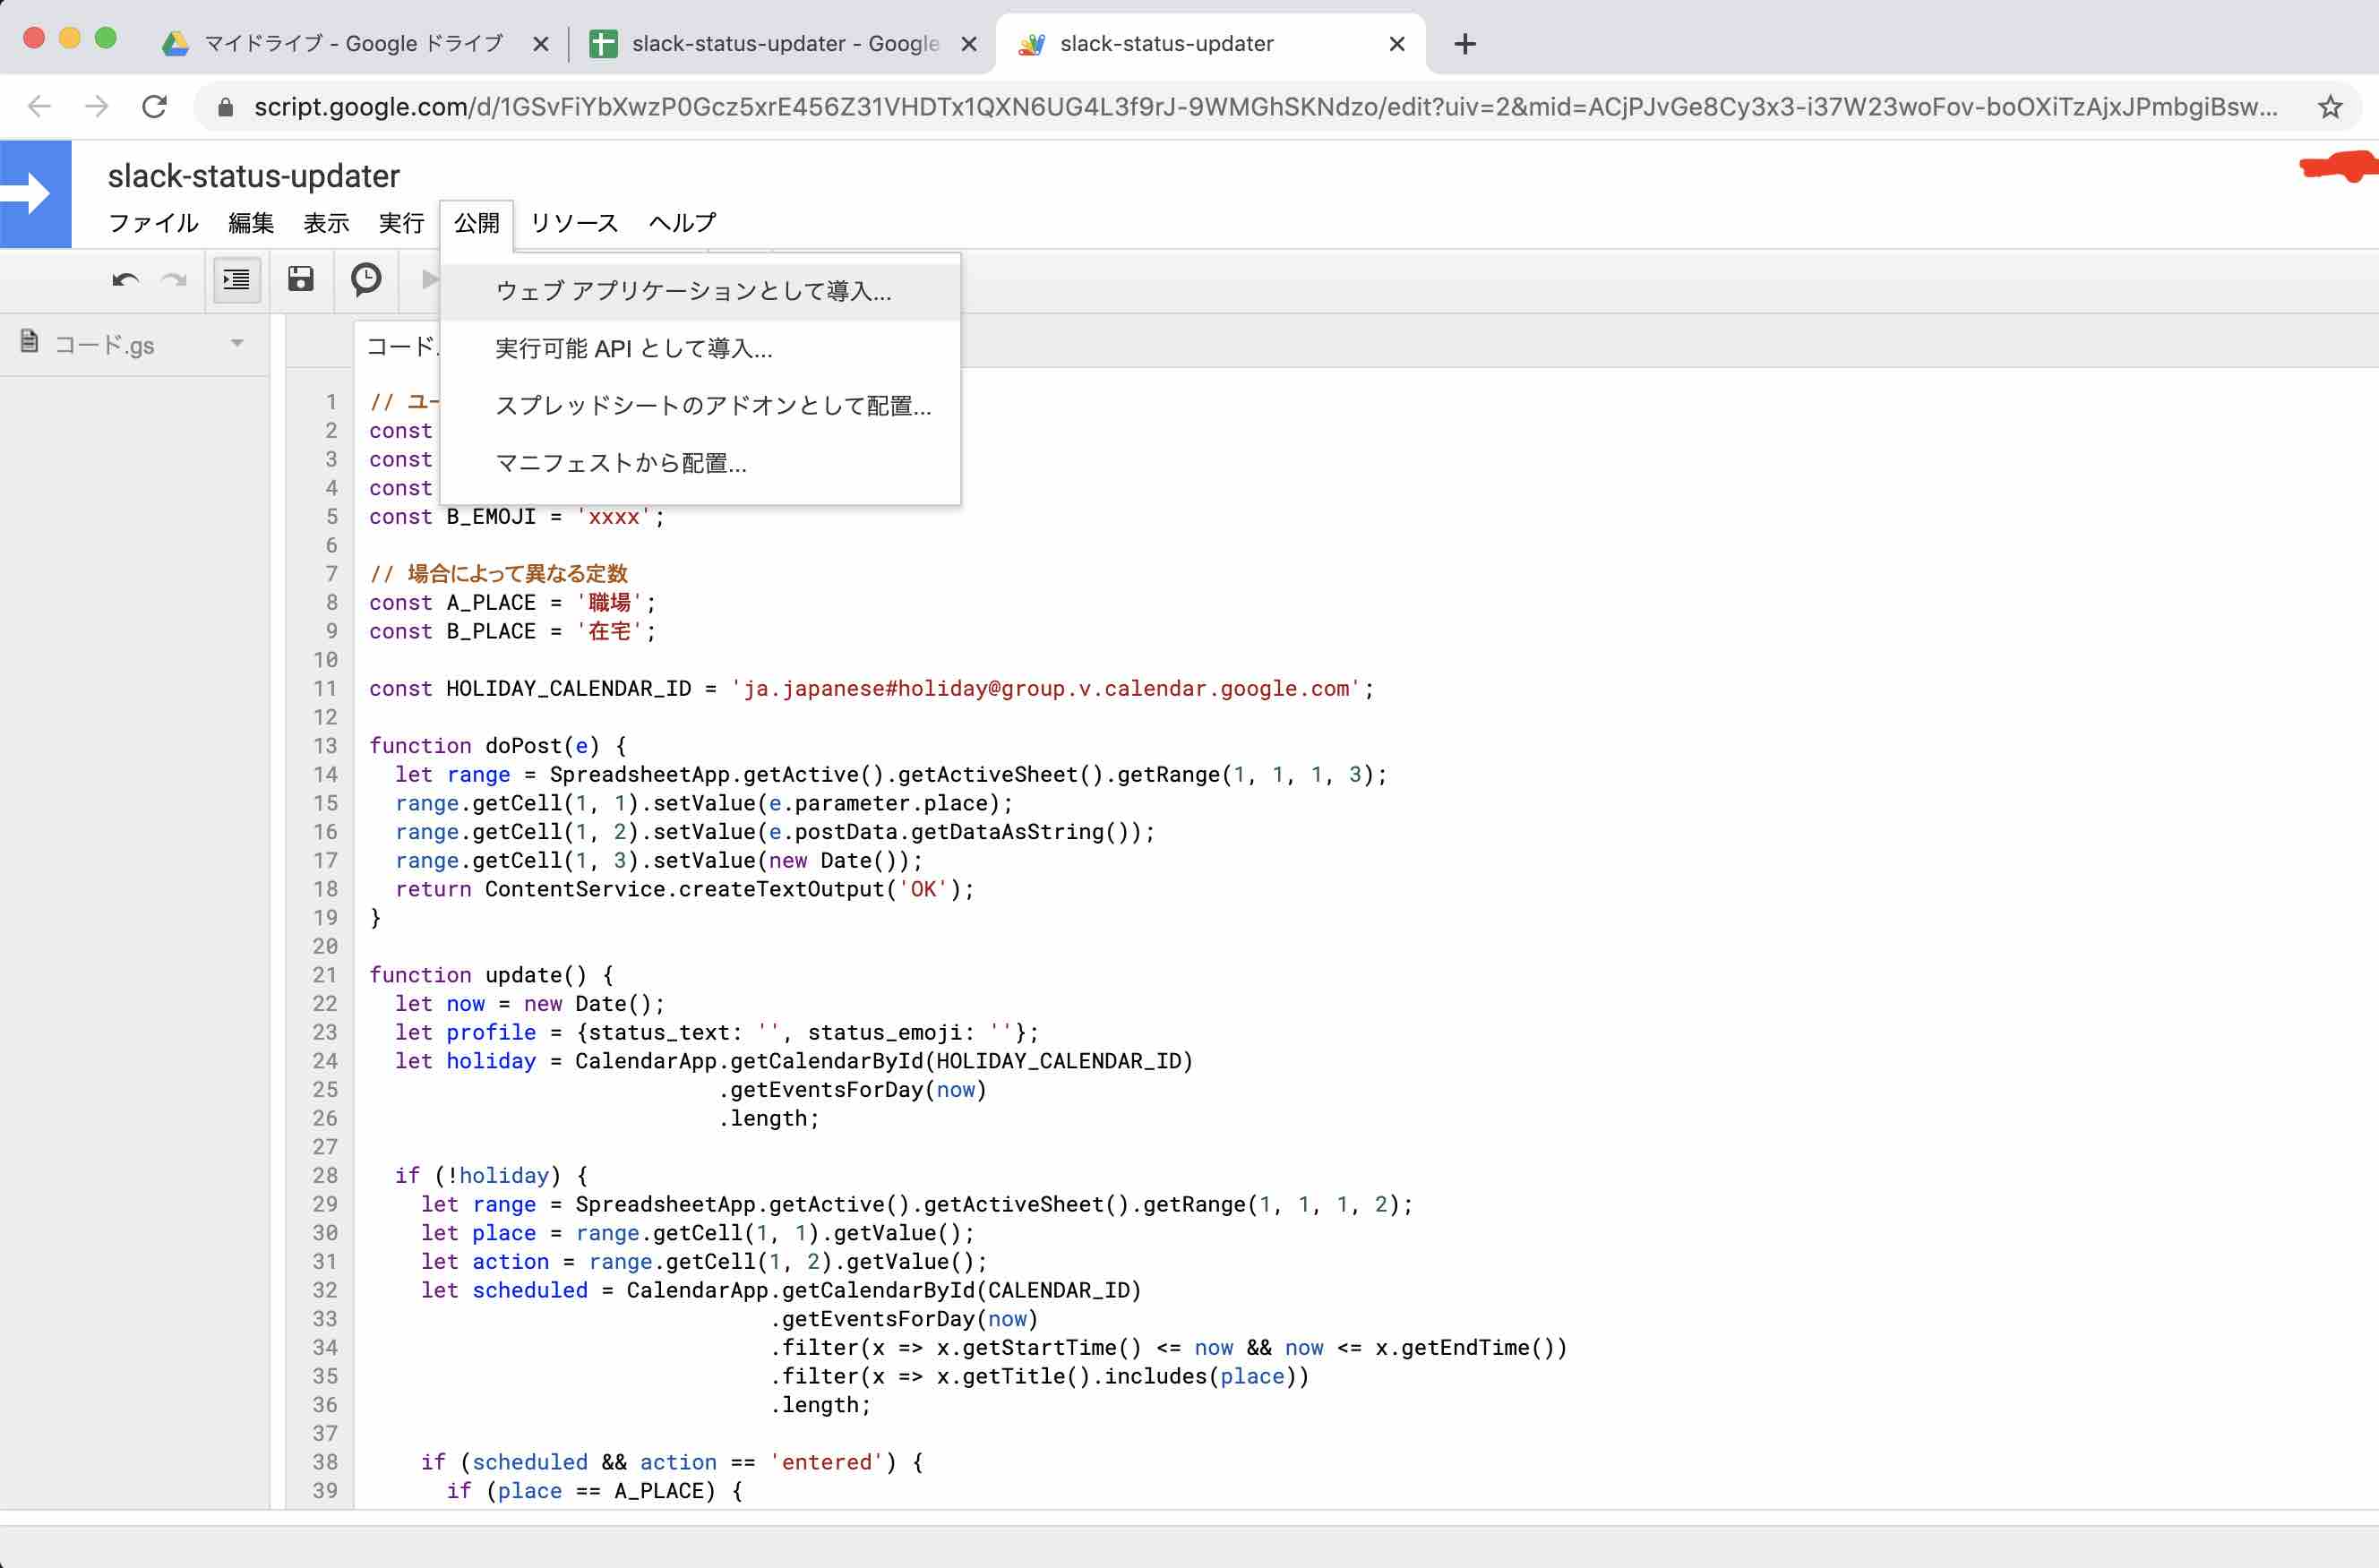 マイドライブ - Google ドライブ
slack-status-updater - Google
slack-status-updater
script.google.com/d/1GSvFiYbXwzP0Gcz5xrE456Z31VHDTx1QXN6UG4L3f9rJ-9WMGhSKNdzo/edit?uiv=2&mid=ACjPJvGe8Cy3x3-i37W23woFov-boOXiTzAjxJPmbgiBsw...
slack-status-updater
ファイル 編集 表示 実行 公開 リソース ヘルプ
ウェブ アプリケーションとして導入...
実行可能 API として導入...
スプレッドシートのアドオンとして配置...
マニフェストから配置...
コード.gs
コード.
1 // ユー
2 const
3 const
4 const
5 const B_EMOJI = 'xxxx';
6
7 // 場合によって異なる定数
8 const A_PLACE = '職場';
9 const B_PLACE = '在宅';
10
11 const HOLIDAY_CALENDAR_ID = 'ja.japanese#holiday@group.v.calendar.google.com';
12
13 function doPost(e) {
14 let range = SpreadsheetApp.getActive().getActiveSheet().getRange(1, 1, 1, 3);
15 range.getCell(1, 1).setValue(e.parameter.place);
16 range.getCell(1, 2).setValue(e.postData.getDataAsString());
17 range.getCell(1, 3).setValue(new Date());
18 return ContentService.createTextOutput('OK');
19 }
20
21 function update() {
22 let now = new Date();
23 let profile = {status_text: '', status_emoji: ''};
24 let holiday = CalendarApp.getCalendarById(HOLIDAY_CALENDAR_ID)
25 .getEventsForDay(now)
26 .length;
27
28 if (!holiday) {
29 let range = SpreadsheetApp.getActive().getActiveSheet().getRange(1, 1, 1, 2);
30 let place = range.getCell(1, 1).getValue();
31 let action = range.getCell(1, 2).getValue();
32 let scheduled = CalendarApp.getCalendarById(CALENDAR_ID)
33 .getEventsForDay(now)
34 .filter(x => x.getStartTime() <= now && now <= x.getEndTime())
35 .filter(x => x.getTitle().includes(place))
36 .length;
37
38 if (scheduled && action == 'entered') {
39 if (place == A_PLACE) {